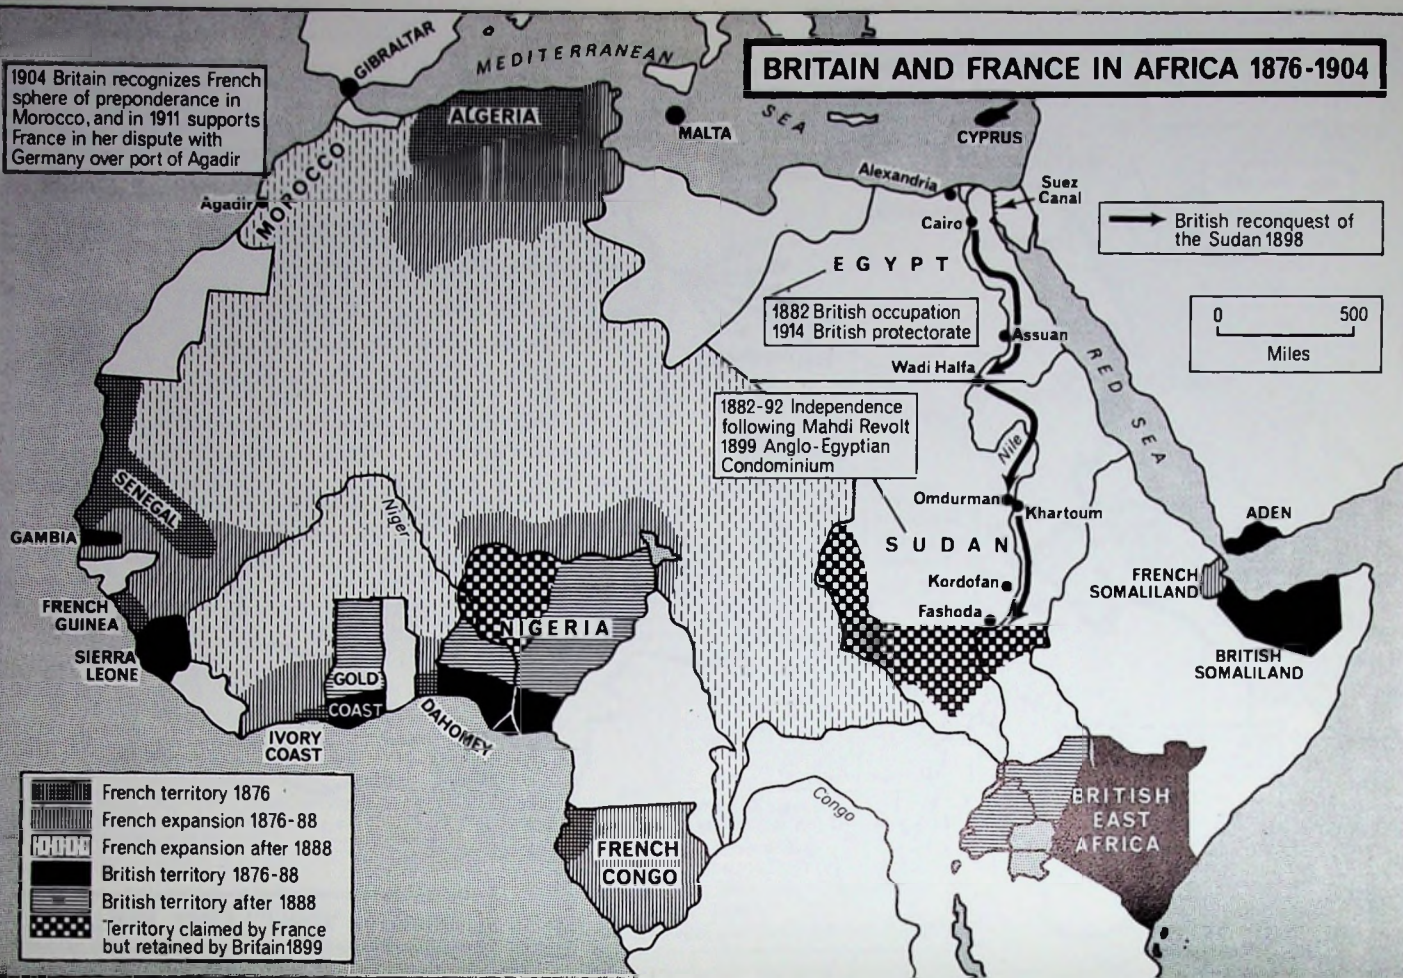 BRITAIN AND FRANCE IN AFRICA 1876-1904
1904 Britain recognizes French
sphere of preponderance in
Morocco, and in 1911 supports
France in her dispute with
Germany over port of Agadir
GIBRALTAR
MEDITERRANEAN
SEA
ALGERIA
MALTA
CYPRUS
MOROCCO
Agadir
Alexandria
Suez
Canal
Cairo
British reconquest of
the Sudan 1898
EGYPT
1882 British occupation
1914 British protectorate
0 500
Miles
Assuan
Wadi Halfa
RED SEA
1882-92 Independence
following Mahdi Revolt
1899 Anglo-Egyptian
Condominium
Nile
Omdurman
Khartoum
SUDAN
Kordofan
Fashoda
ADEN
FRENCH
SOMALILAND
BRITISH
SOMALILAND
SENEGAL
Niger
GAMBIA
FRENCH
GUINEA
SIERRA
LEONE
NIGERIA
GOLD
COAST
DAHOMEY
IVORY
COAST
FRENCH
CONGO
Congo
BRITISH
EAST
AFRICA
French territory 1876
French expansion 1876-88
French expansion after 1888
British territory 1876-88
British territory after 1888
Territory claimed by France
but retained by Britain 1899